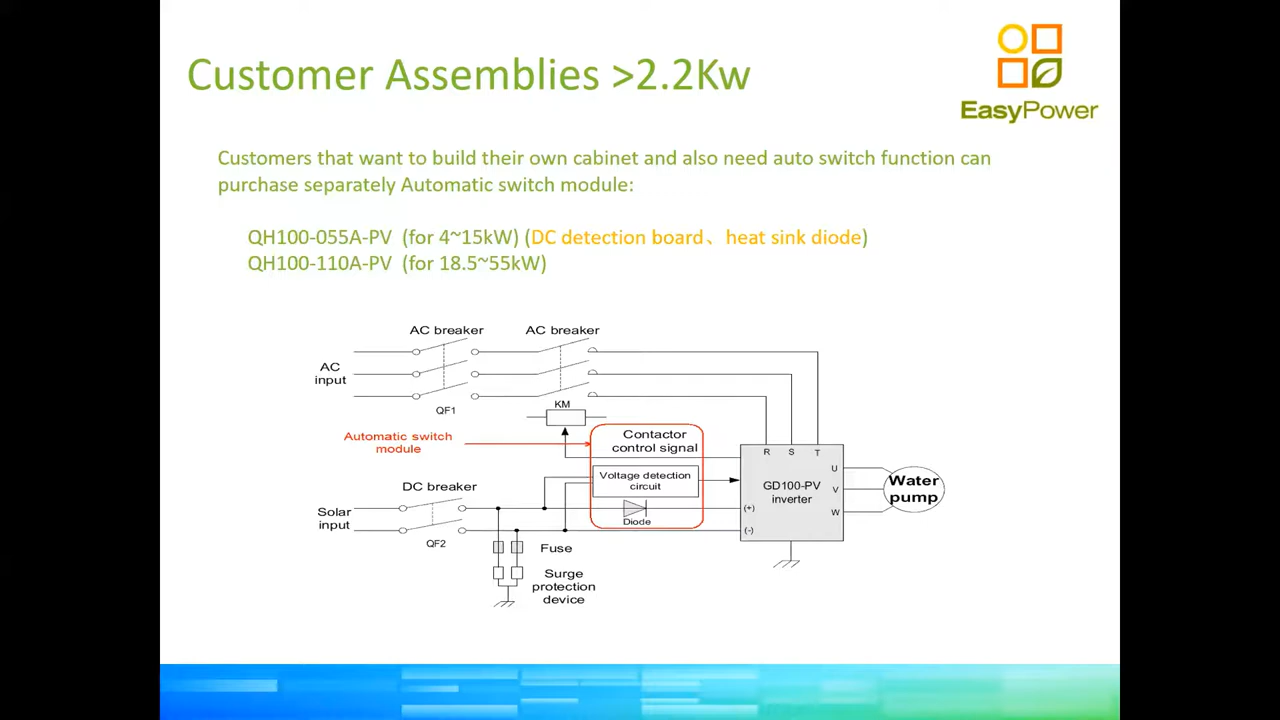 Customer Assemblies >2.2Kw
EasyPower
Customers that want to build their own cabinet and also need auto switch function can
purchase separately Automatic switch module:
QH100-055A-PV (for 4~15kW) (DC detection board、heat sink diode)
QH100-110A-PV (for 18.5~55kW)
AC breaker
AC breaker
AC
input
QF1
KM
Automatic switch
module
Contactor
control signal
Voltage detection
circuit
Diode
R S T
GD100-PV
inverter
U
V
W
(+)
(-)
Water
pump
DC breaker
Solar
input
QF2
Fuse
Surge
protection
device